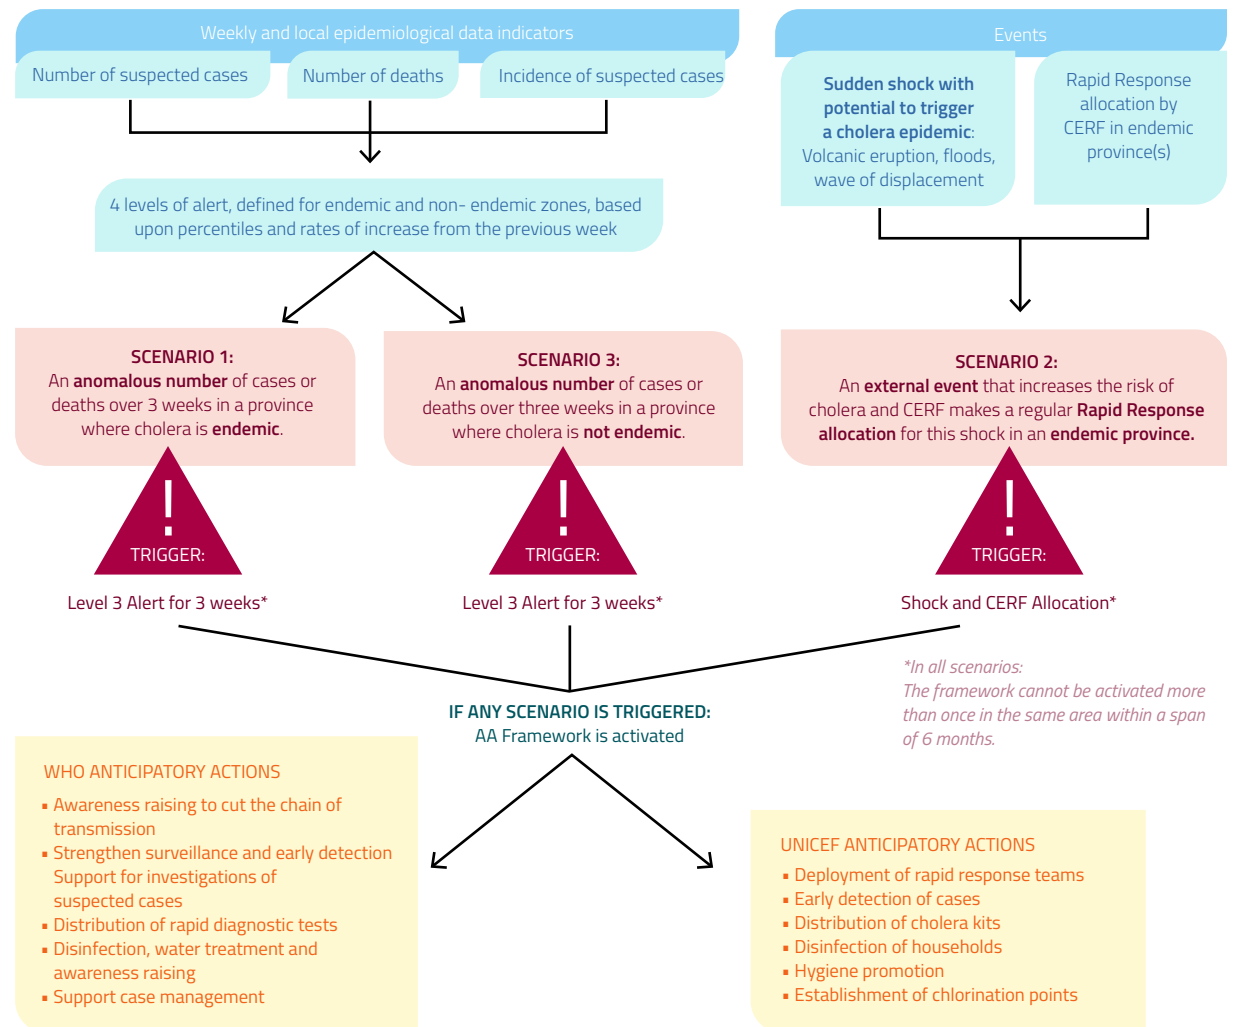 Weekly and local epidemiological data indicators
Number of suspected cases
Number of deaths
Incidence of suspected cases
4 levels of alert, defined for endemic and non- endemic zones, based
upon percentiles and rates of increase from the previous week
Events
Sudden shock with
potential to trigger
a cholera epidemic:
Volcanic eruption, floods,
wave of displacement
Rapid Response
allocation by
CERF in endemic
province(s)
SCENARIO 1:
An anomalous number of cases or
deaths over 3 weeks in a province
where cholera is endemic.
!
TRIGGER:
Level 3 Alert for 3 weeks*
SCENARIO 3:
An anomalous number of cases or
deaths over three weeks in a province
where cholera is not endemic.
!
TRIGGER:
Level 3 Alert for 3 weeks*
SCENARIO 2:
An external event that increases the risk of
cholera and CERF makes a regular Rapid Response
allocation for this shock in an endemic province.
!
TRIGGER:
Shock and CERF Allocation*
*In all scenarios:
The framework cannot be activated more
than once in the same area within a span
of 6 months.
IF ANY SCENARIO IS TRIGGERED:
AA Framework is activated
WHO ANTICIPATORY ACTIONS
▪ Awareness raising to cut the chain of
transmission
▪ Strengthen surveillance and early detection
Support for investigations of
suspected cases
▪ Distribution of rapid diagnostic tests
▪ Disinfection, water treatment and
awareness raising
▪ Support case management
UNICEF ANTICIPATORY ACTIONS
▪ Deployment of rapid response teams
▪ Early detection of cases
▪ Distribution of cholera kits
▪ Disinfection of households
▪ Hygiene promotion
▪ Establishment of chlorination points